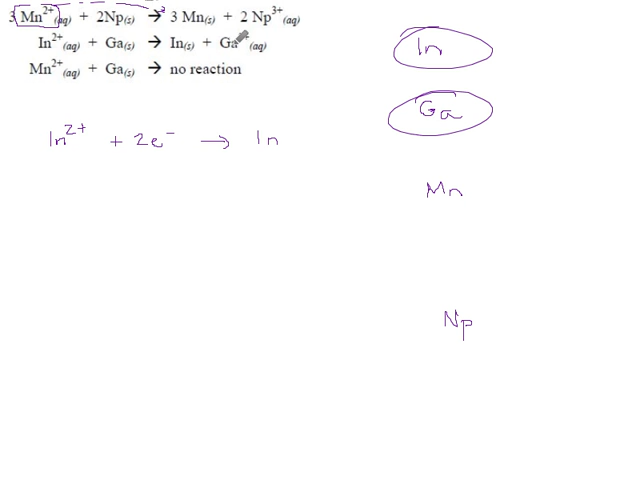 3 Mn²⁺(aq) + 2Np(s) → 3 Mn(s) + 2 Np³⁺(aq)
In²⁺(aq) + Ga(s) → In(s) + Ga (aq)
Mn²⁺(aq) + Ga(s) → no reaction
In
Ga
In²⁺ + 2e⁻ → In
Mn
Np